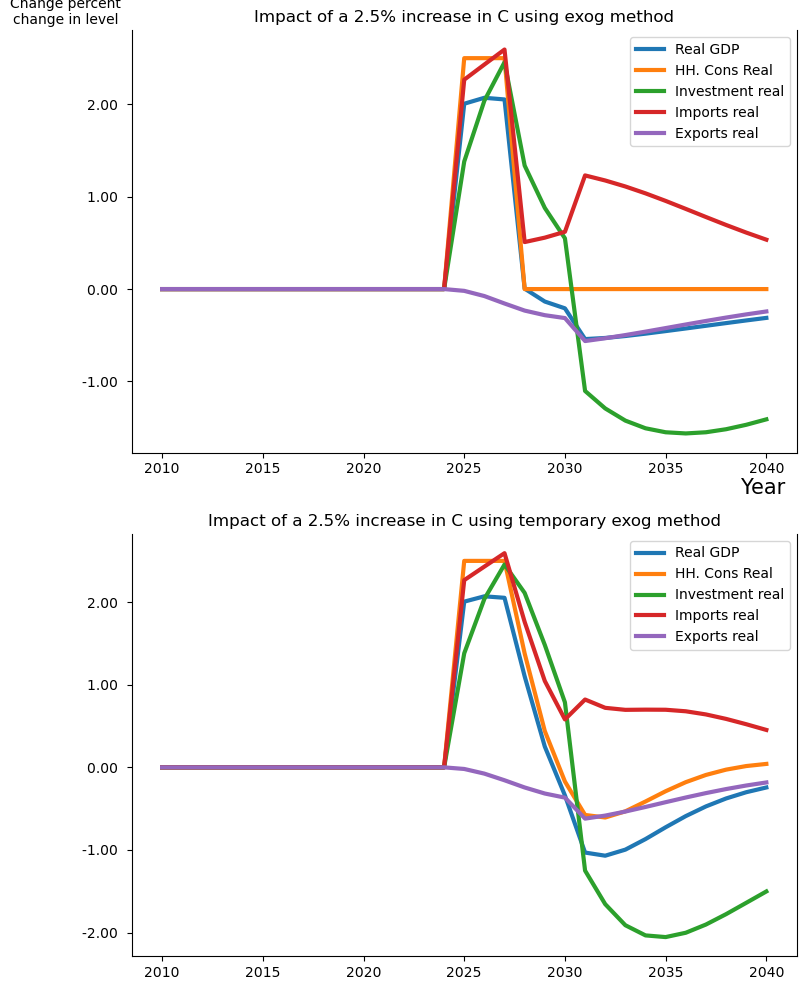 Change percent
change in level
Impact of a 2.5% increase in C using exog method
Real GDP
HH. Cons Real
Investment real
Imports real
Exports real
2.00
1.00
0.00
-1.00
2010 2015 2020 2025 2030 2035 2040
Year
Impact of a 2.5% increase in C using temporary exog method
Real GDP
HH. Cons Real
Investment real
Imports real
Exports real
2.00
1.00
0.00
-1.00
-2.00
2010 2015 2020 2025 2030 2035 2040